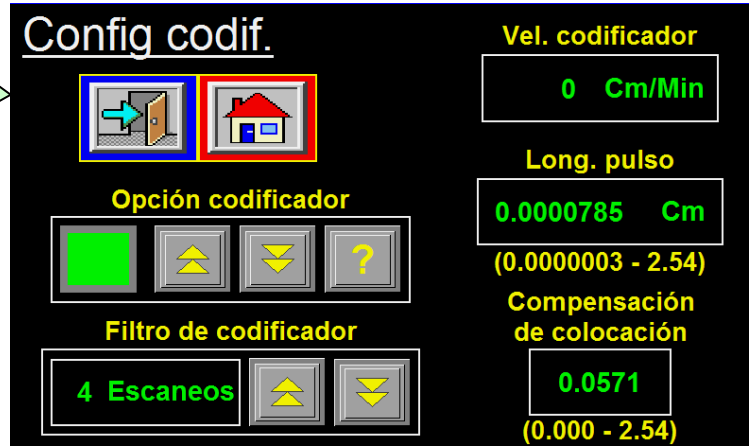 Config codif.
Opción codificador
?
Filtro de codificador
4 Escaneos
Vel. codificador
0 Cm/Min
Long. pulso
0.0000785 Cm
(0.0000003 - 2.54)
Compensación
de colocación
0.0571
(0.000 - 2.54)